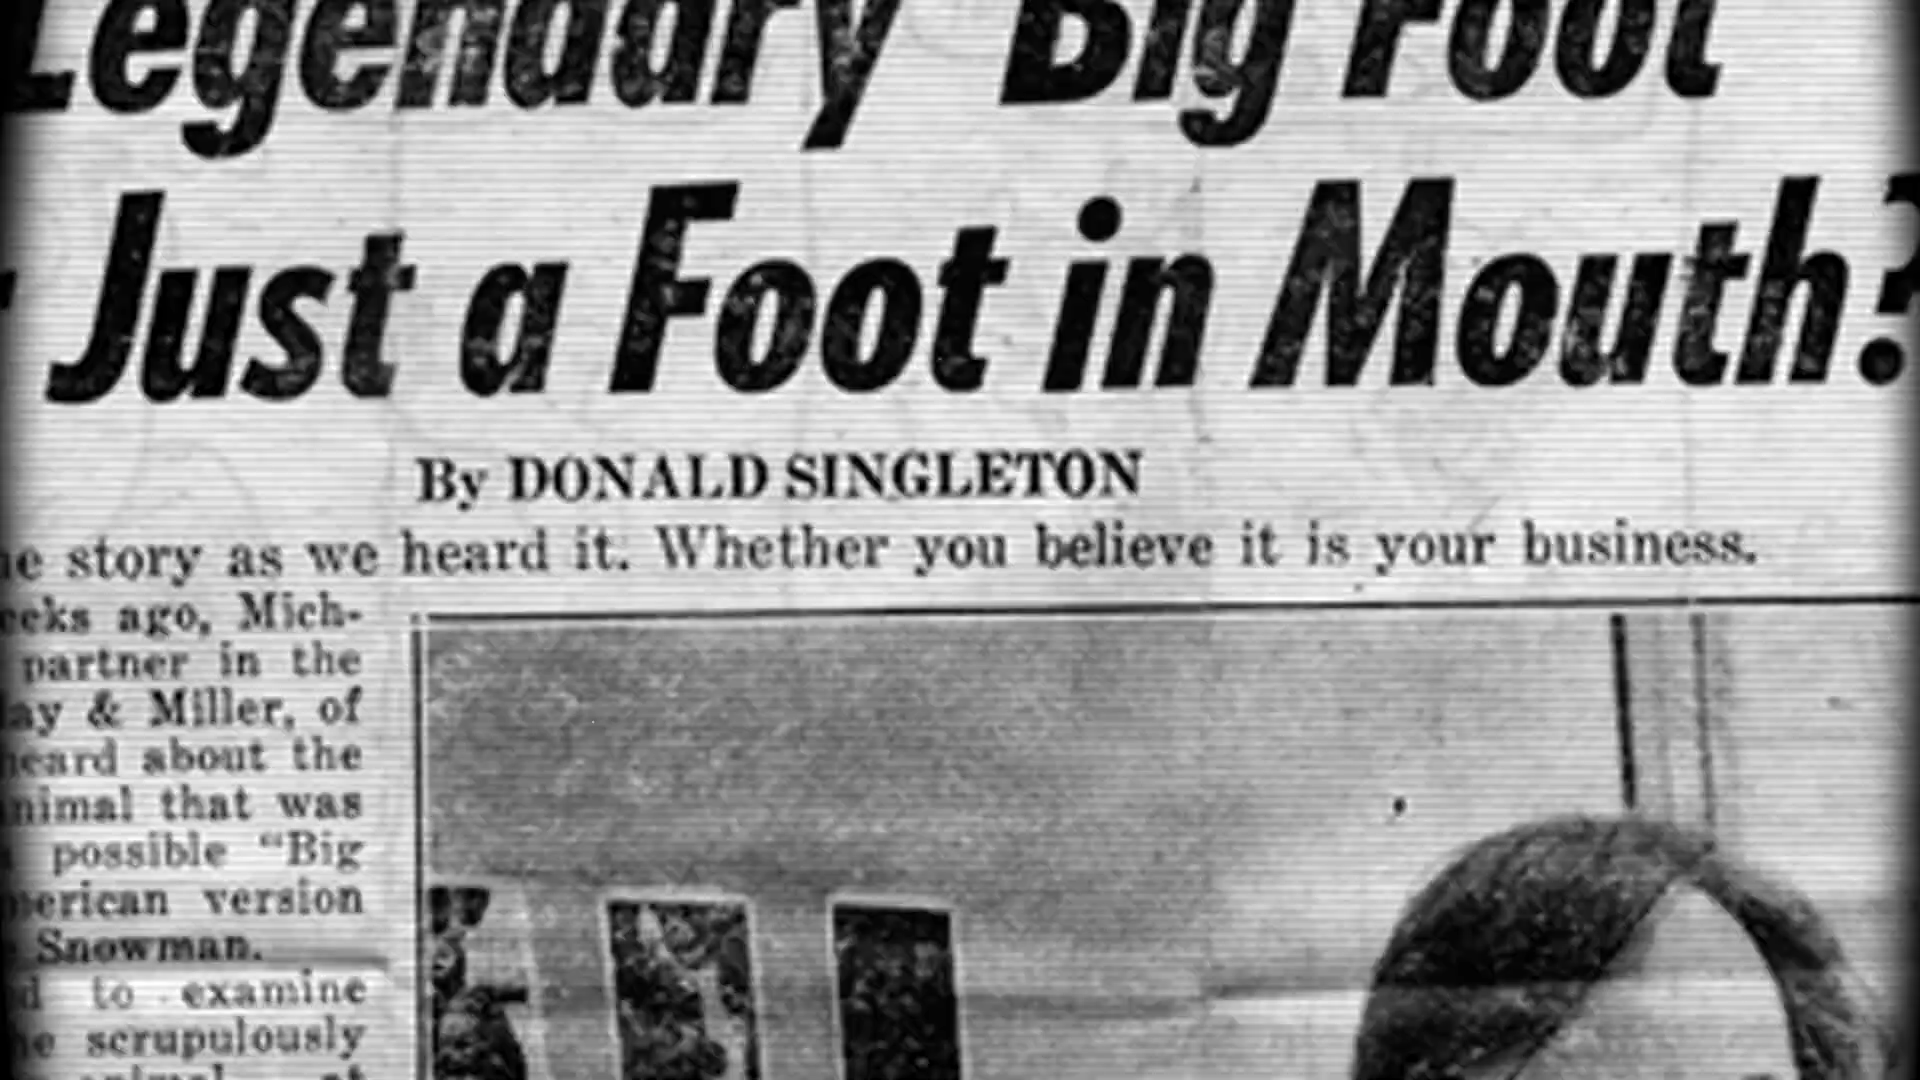 Legendary 'Big Foot
Just a Foot in Mouth?
By DONALD SINGLETON
story as we heard it. Whether you believe it is your business.
ago, Mich-
partner in the
& Miller, of
heard about the
animal that was
possible "Big
version
Snowman.
to examine
scrupulously